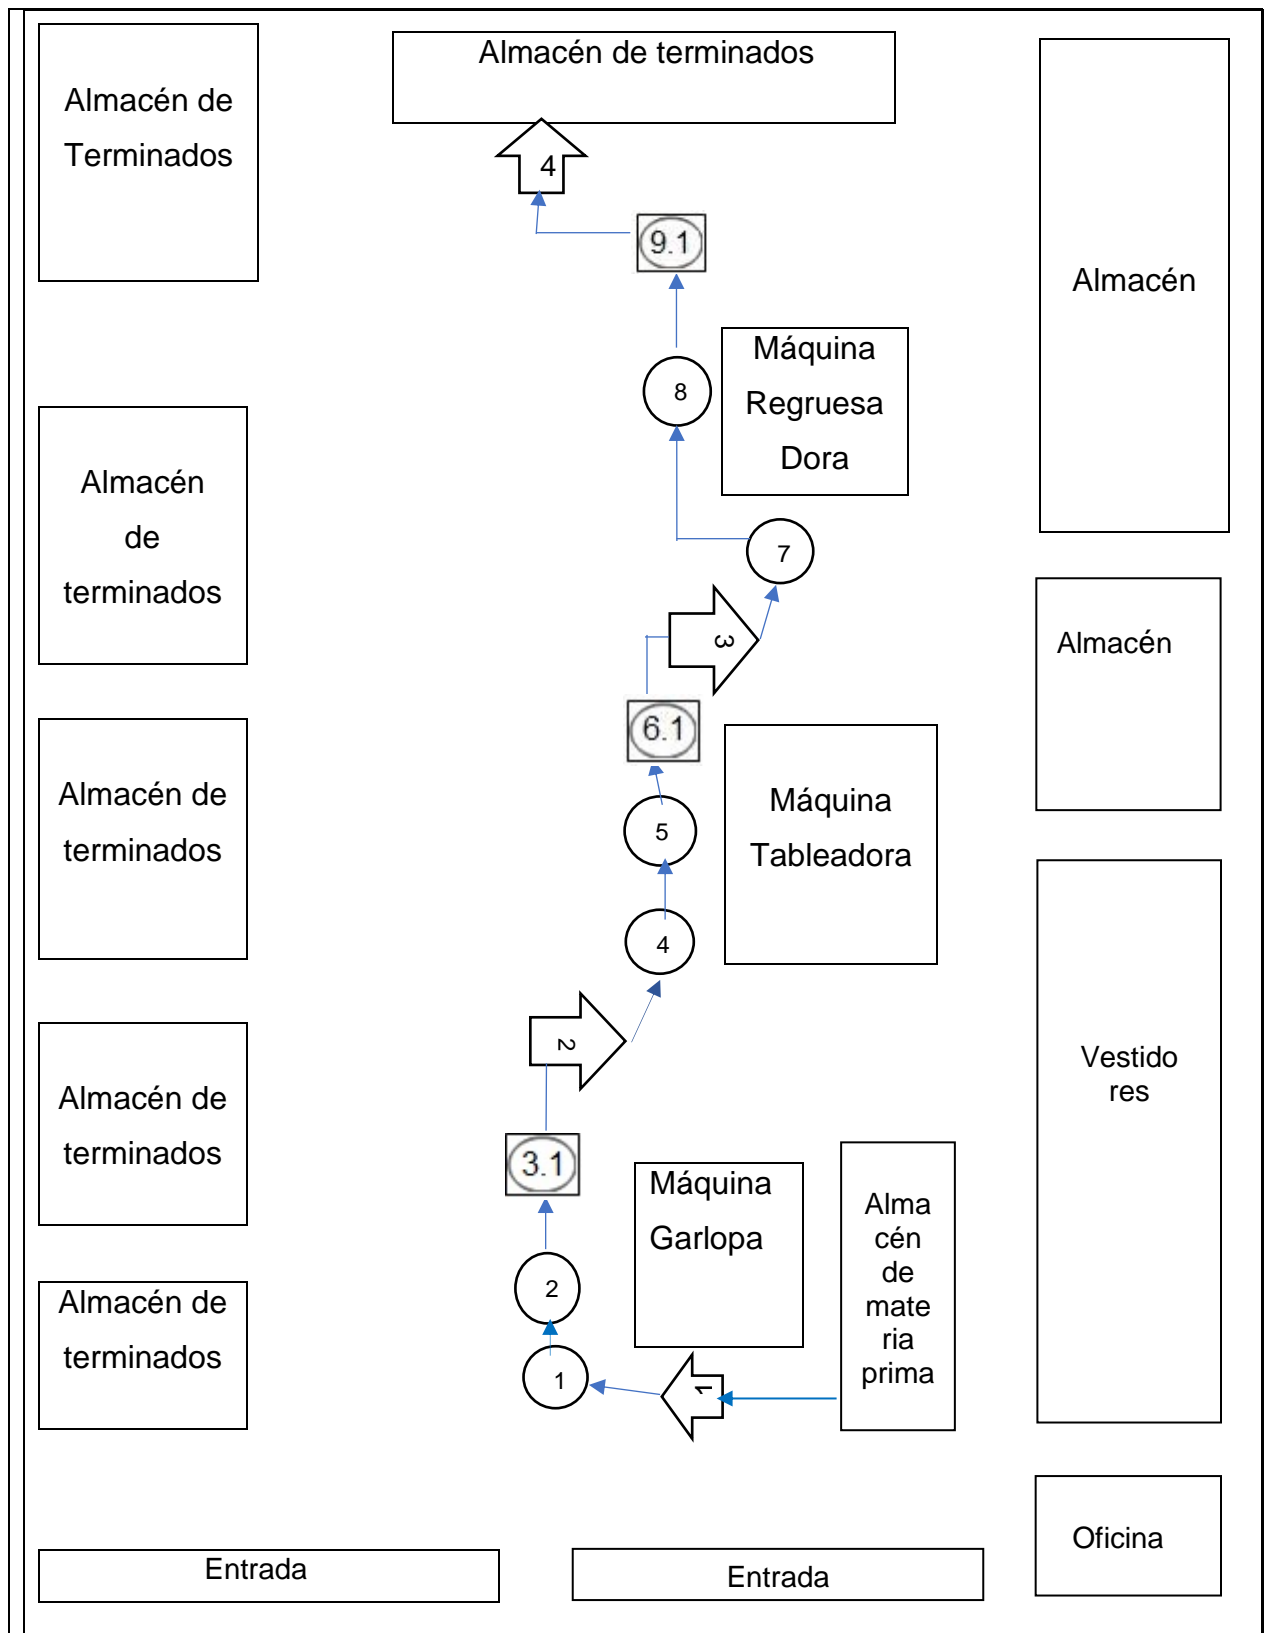 Almacén de terminados
Almacén de
Terminados
4
9.1
Almacén
Máquina
Regruesa
Dora
8
Almacén
de
terminados
7
3
Almacén
6.1
Almacén de
terminados
5
Máquina
Tableadora
4
2
Vestido
res
Almacén de
terminados
3.1
Máquina
Garlopa
Alma
cén
de
mate
ria
prima
2
Almacén de
terminados
1
1
Oficina
Entrada
Entrada